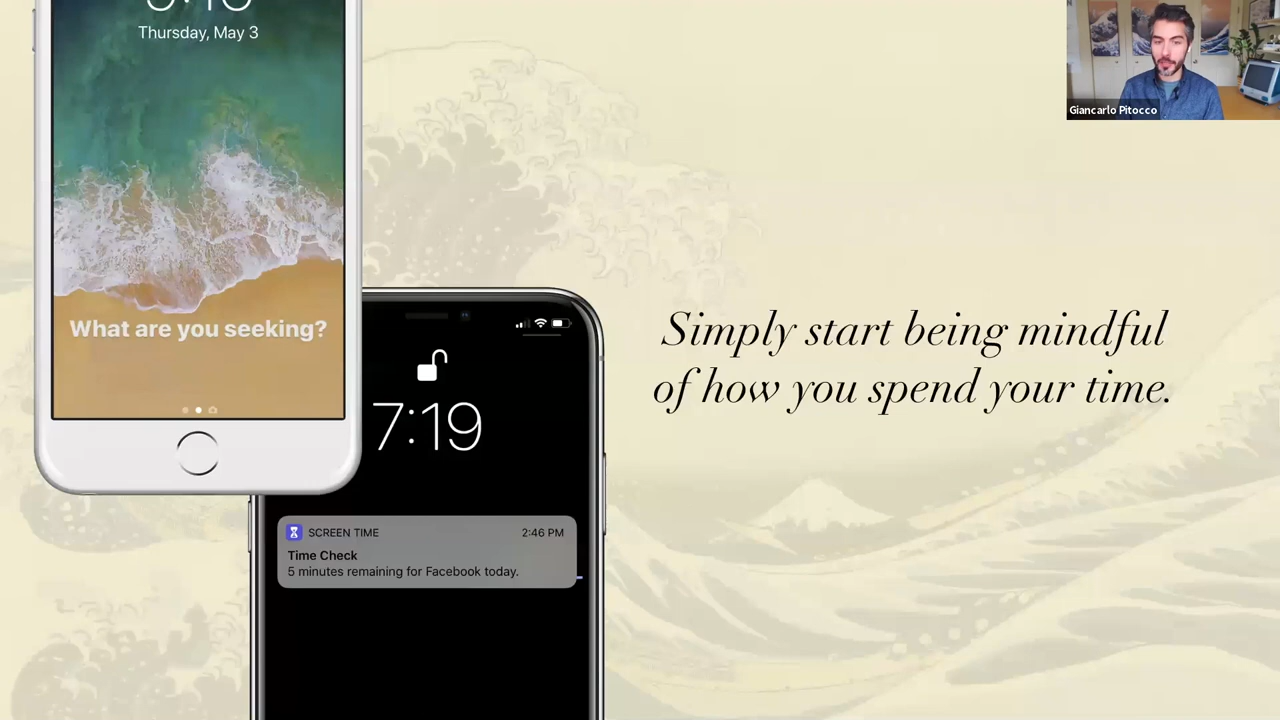 Thursday, May 3
What are you seeking?
7:19
SCREEN TIME 2:46 PM
Time Check
5 minutes remaining for Facebook today.
Simply start being mindful
of how you spend your time.
Giancarlo Pitocco